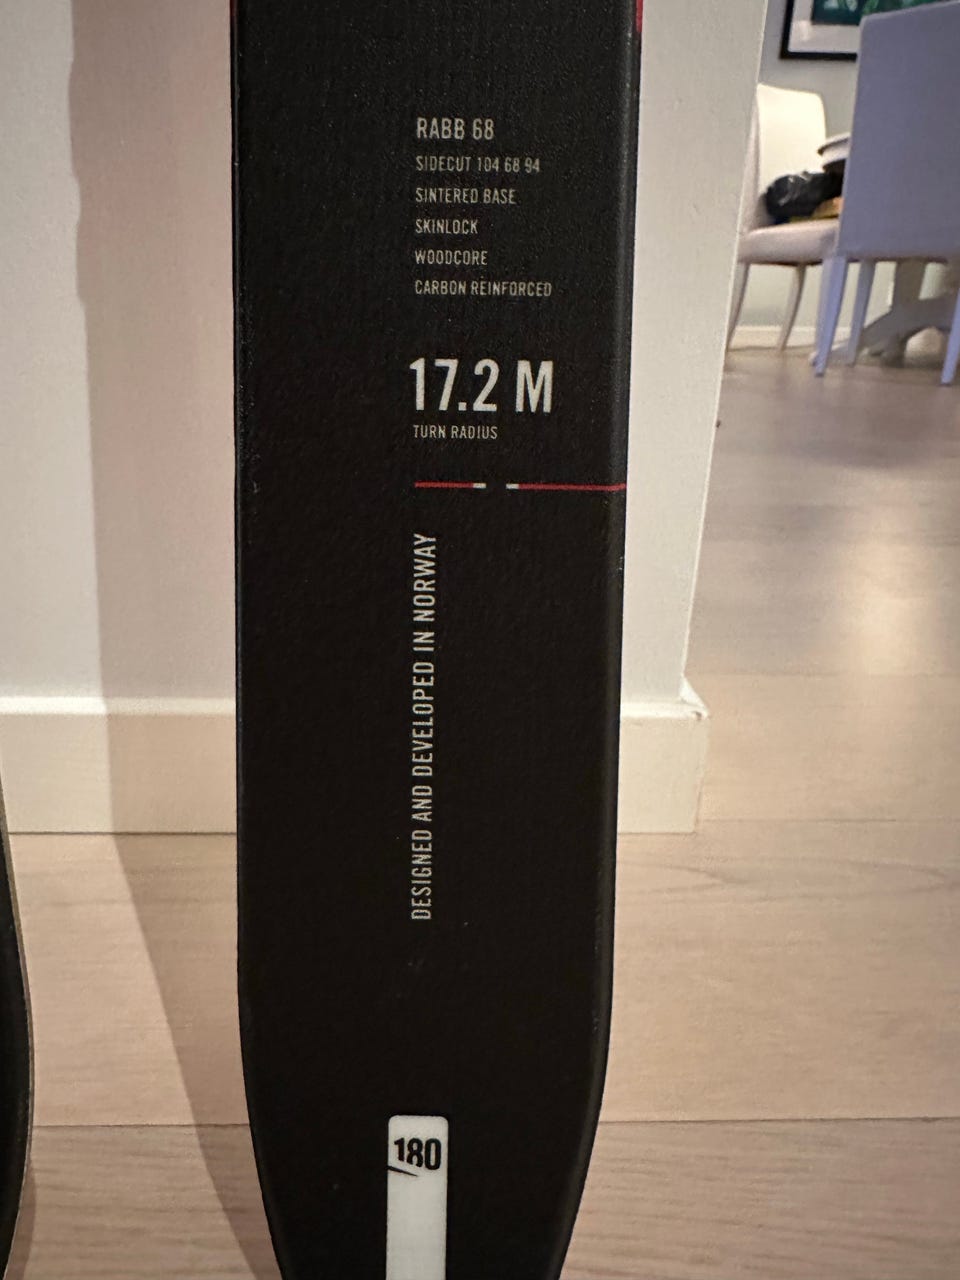 RABB 68
SIDECUT 104 68 94
SINTERED BASE
SKINLOCK
WOODCORE
CARBON REINFORCED
17.2 M
TURN RADIUS
DESIGNED AND DEVELOPED IN NORWAY
180